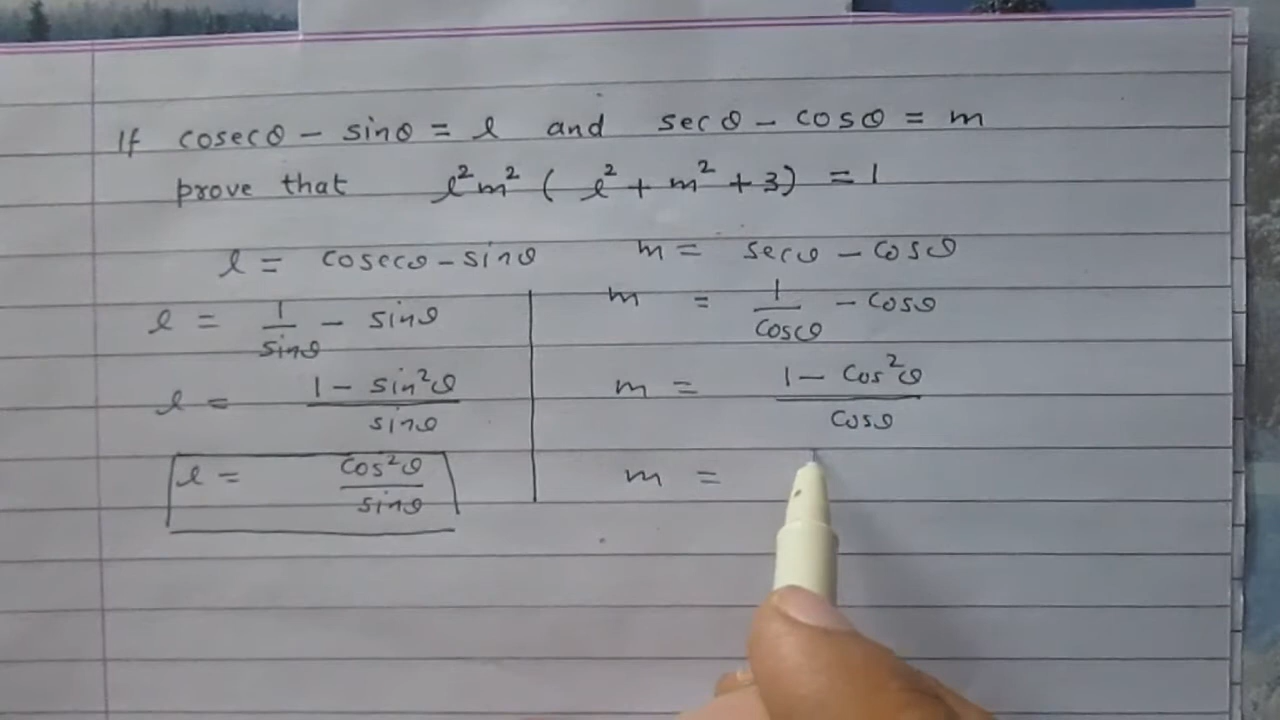 If cosecθ - sinθ = l and secθ - cosθ = m
prove that l²m² ( l² + m² + 3) = 1
l = cosecθ - sinθ
m = secθ - cosθ
l = 1/sinθ - sinθ
m = 1/cosθ - cosθ
l = (1 - sin²θ)/sinθ
m = (1 - cos²θ)/cosθ
l = cos²θ/sinθ
m =